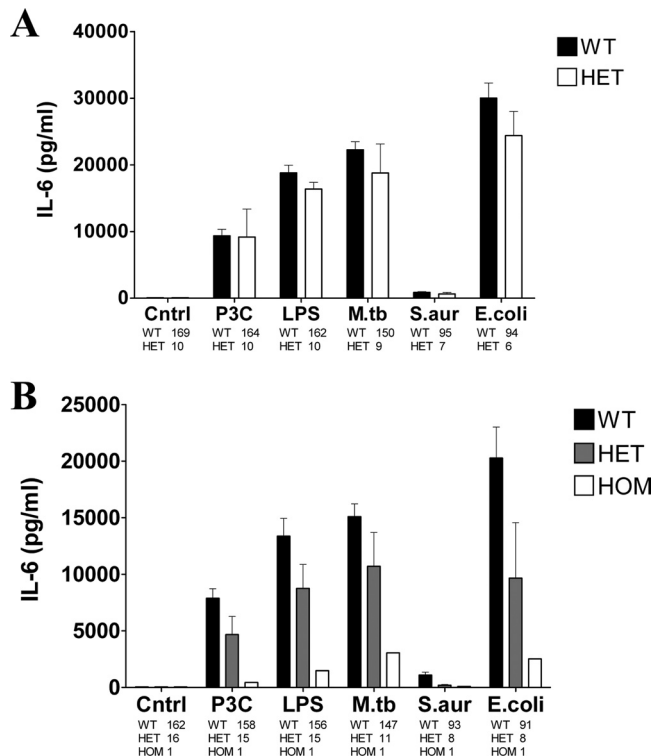 A
WT
HET
IL-6 (pg/ml)
40000
30000
20000
10000
0
Cntrl P3C LPS M.tb S.aur E.coli
WT 169 WT 164 WT 162 WT 150 WT 95 WT 94
HET 10 HET 10 HET 10 HET 9 HET 7 HET 6
B
WT
HET
HOM
IL-6 (pg/ml)
25000
20000
15000
10000
5000
0
Cntrl P3C LPS M.tb S.aur E.coli
WT 162 WT 158 WT 156 WT 147 WT 93 WT 91
HET 16 HET 15 HET 15 HET 11 HET 8 HET 8
HOM 1 HOM 1 HOM 1 HOM 1 HOM 1 HOM 1